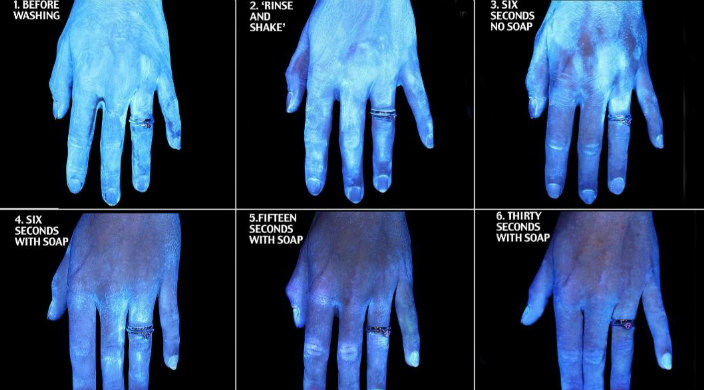 1. BEFORE
WASHING
2. 'RINSE
AND
SHAKE'
3. SIX
SECONDS
NO SOAP
4. SIX
SECONDS
WITH SOAP
5.FIFTEEN
SECONDS
WITH SOAP
6. THIRTY
SECONDS
WITH SOAP